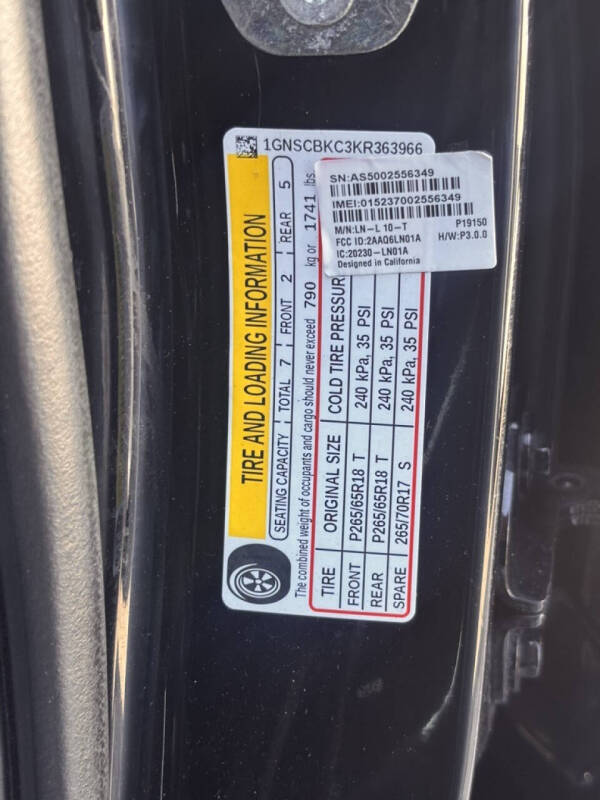 1GNSCBKC3KR363966
TIRE AND LOADING INFORMATION
SEATING CAPACITY TOTAL 7 FRONT 2 REAR 5
The combined weight of occupants and cargo should never exceed 790 kg or 1741 lbs.
TIRE ORIGINAL SIZE COLD TIRE PRESSUR
FRONT P265/65R18 T 240 kPa, 35 PSI
REAR P265/65R18 T 240 kPa, 35 PSI
SPARE 265/70R17 S 240 kPa, 35 PSI
SN:AS5002556349
IMEI:015237002556349
M/N:LN-L 10-T P19150
FCC ID:2AAQ6LN01A H/W:P3.0.0
IC:20230-LN01A
Designed in California